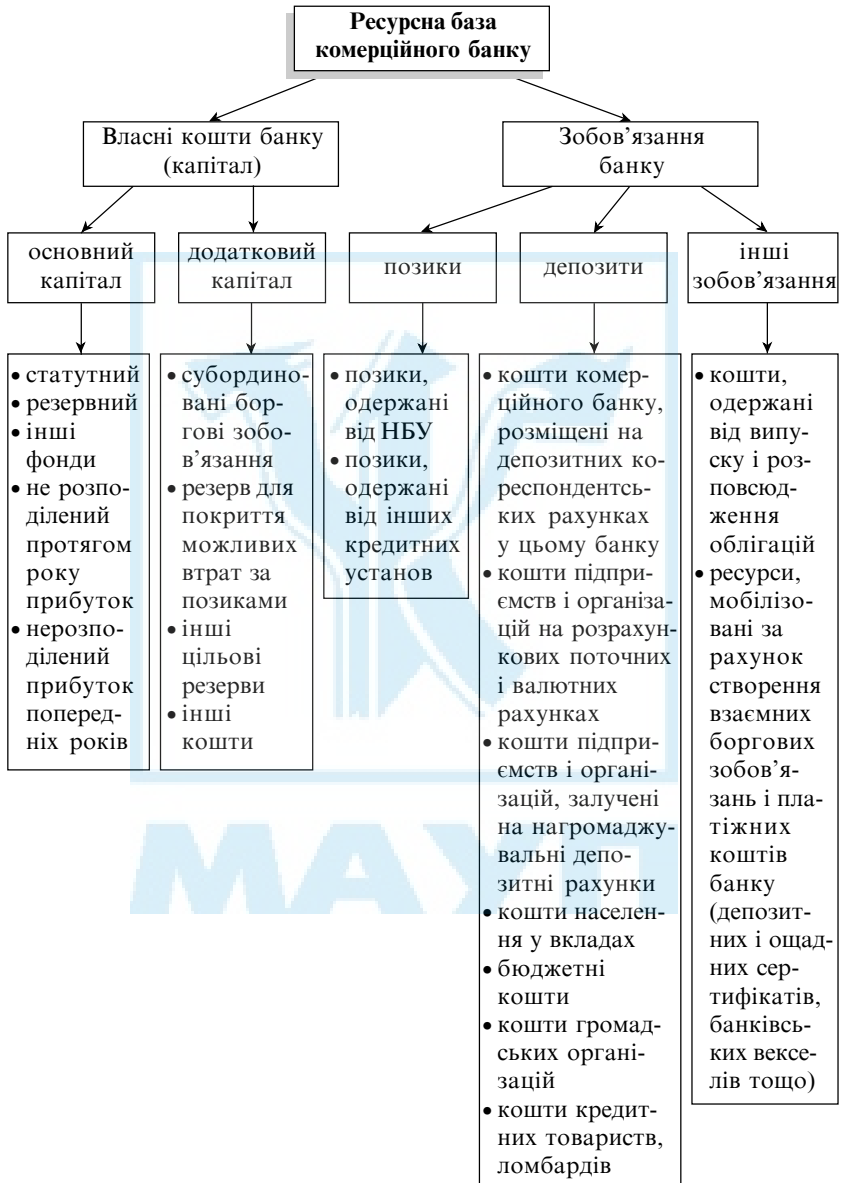 Ресурсна база
комерційного банку
Власні кошти банку
(капітал)
Зобов'язання
банку
основний
капітал
додатковий
капітал
позики
депозити
інші
зобов'язання
• статутний
• резервний
• інші
фонди
• не розпо-
ділений
протягом
року
прибуток
• нерозпо-
ділений
прибуток
поперед-
ніх років
• субордино-
вані бор-
гові зобо-
в'язання
• резерв для
покриття
можливих
втрат за
позиками
• інші
цільові
резерви
• інші
кошти
• позики,
одержані
від НБУ
• позики,
одержані
від інших
кредитних
установ
• кошти комер-
ційного банку,
розміщені на
депозитних ко-
респондентсь-
ких рахунках
у цьому банку
• кошти підпри-
ємств і організа-
цій на розрахун-
кових поточних
і валютних
рахунках
• кошти підпри-
ємств і органі-
зацій, залучені
на нагромаджу-
вальні депо-
зитні рахунки
• кошти населен-
ня у вкладах
• бюджетні
кошти
• кошти громад-
ських органі-
зацій
• кошти кредит-
них товариств,
ломбардів
• кошти,
одержані
від випу-
ску і роз-
повсюд-
ження
облігацій
• ресурси,
мобілізо-
вані за
рахунок
створення
взаємних
боргових
зобов'я-
зань і пла-
тіжних
коштів
банку
(депозит-
них і ощад-
них сер-
тифікатів,
банківсь-
ких вексе-
лів тощо)
МАУП